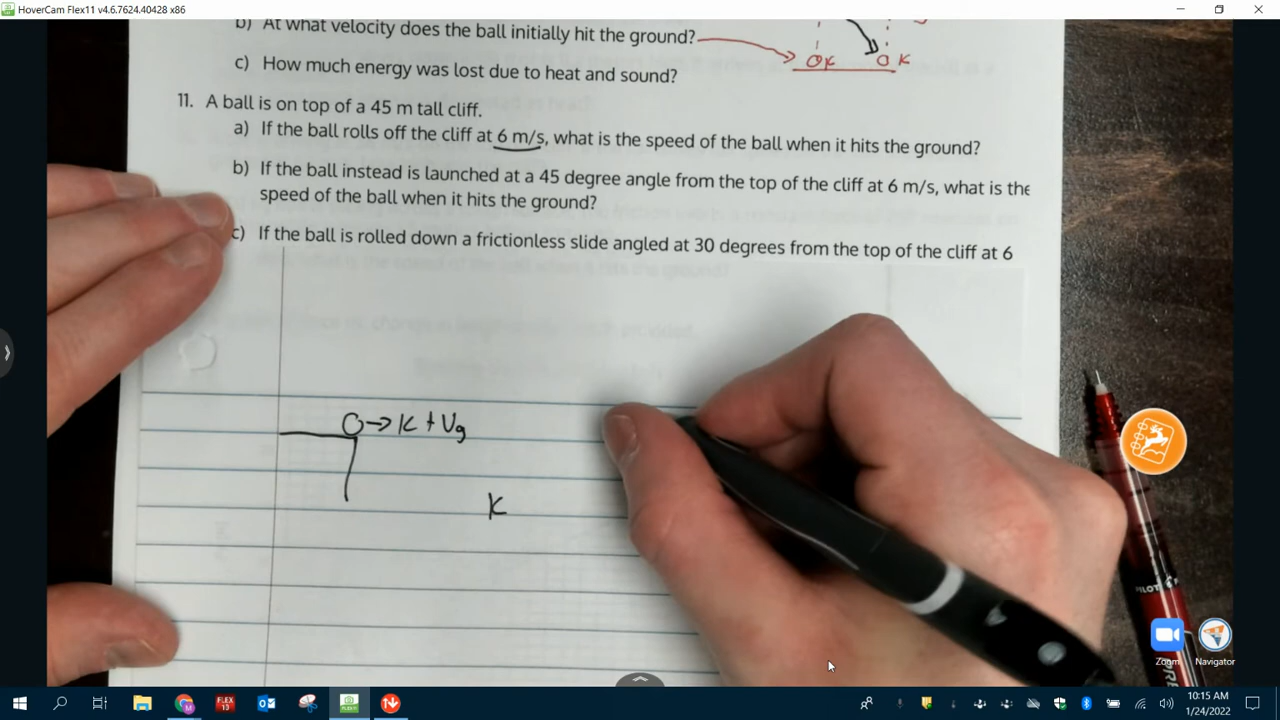 HoverCam Flex11 v4.6.7624.40428 x86
b) At what velocity does the ball initially hit the ground?
OK OK
c) How much energy was lost due to heat and sound?
11. A ball is on top of a 45 m tall cliff.
a) If the ball rolls off the cliff at 6 m/s, what is the speed of the ball when it hits the ground?
b) If the ball instead is launched at a 45 degree angle from the top of the cliff at 6 m/s, what is the
speed of the ball when it hits the ground?
c) If the ball is rolled down a frictionless slide angled at 30 degrees from the top of the cliff at 6
O→K + Ug
K
PILOT
Zoom
Navigator
FLEX
10:15 AM
1/24/2022